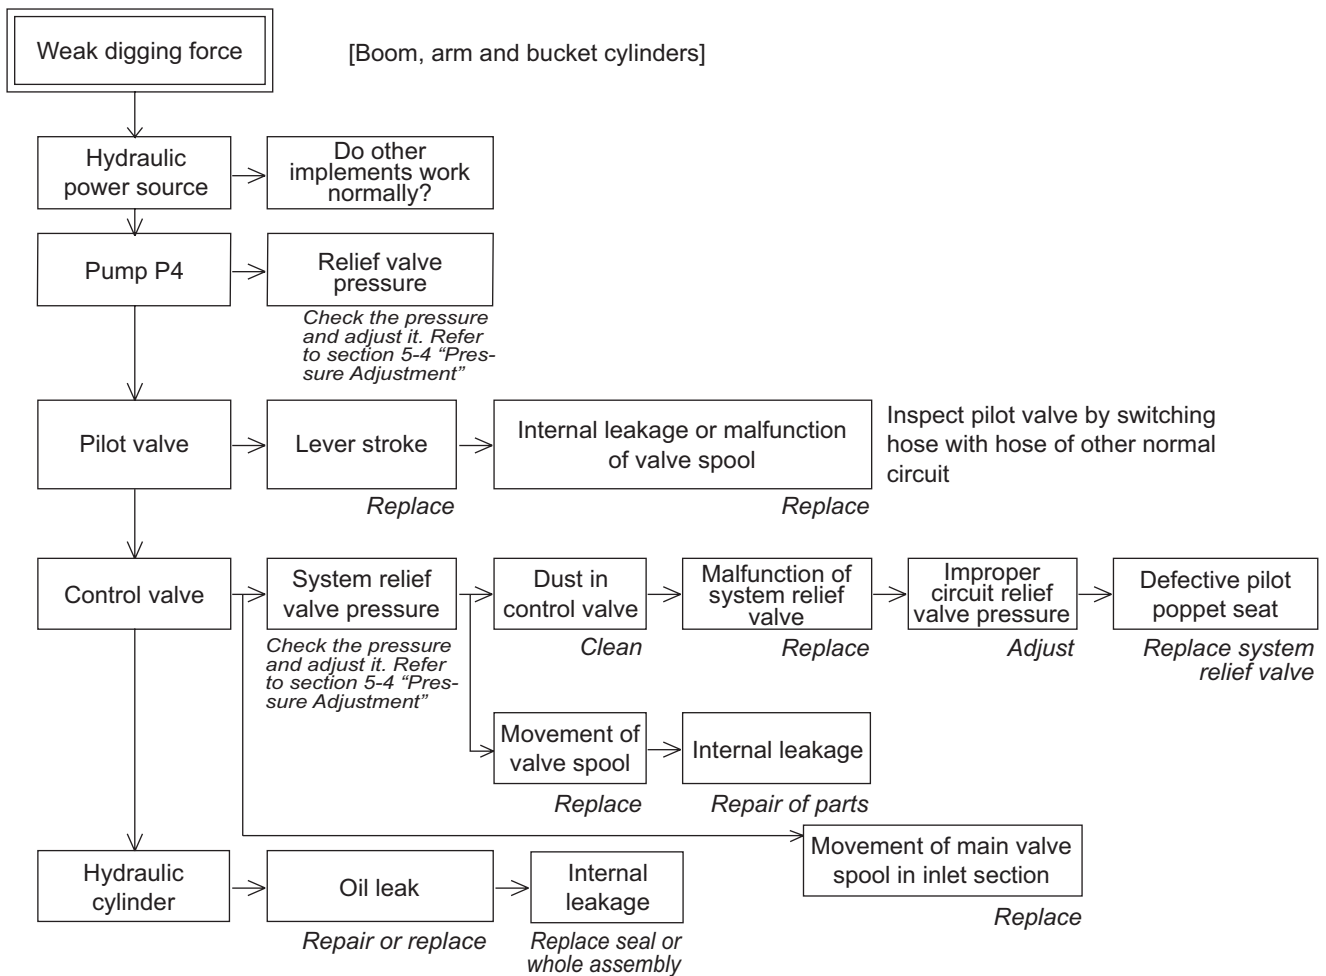 Weak digging force
[Boom, arm and bucket cylinders]
Hydraulic
power source
Do other
implements work
normally?
Pump P4
Relief valve
pressure
Check the pressure
and adjust it. Refer
to section 5-4 “Pres-
sure Adjustment”
Pilot valve
Lever stroke
Replace
Internal leakage or malfunction
of valve spool
Replace
Inspect pilot valve by switching
hose with hose of other normal
circuit
Control valve
System relief
valve pressure
Check the pressure
and adjust it. Refer
to section 5-4 “Pres-
sure Adjustment”
Dust in
control valve
Clean
Malfunction of
system relief
valve
Replace
Improper
circuit relief
valve pressure
Adjust
Defective pilot
poppet seat
Replace system
relief valve
Movement of
valve spool
Replace
Internal leakage
Repair of parts
Movement of main valve
spool in inlet section
Replace
Hydraulic
cylinder
Oil leak
Repair or replace
Internal
leakage
Replace seal or
whole assembly